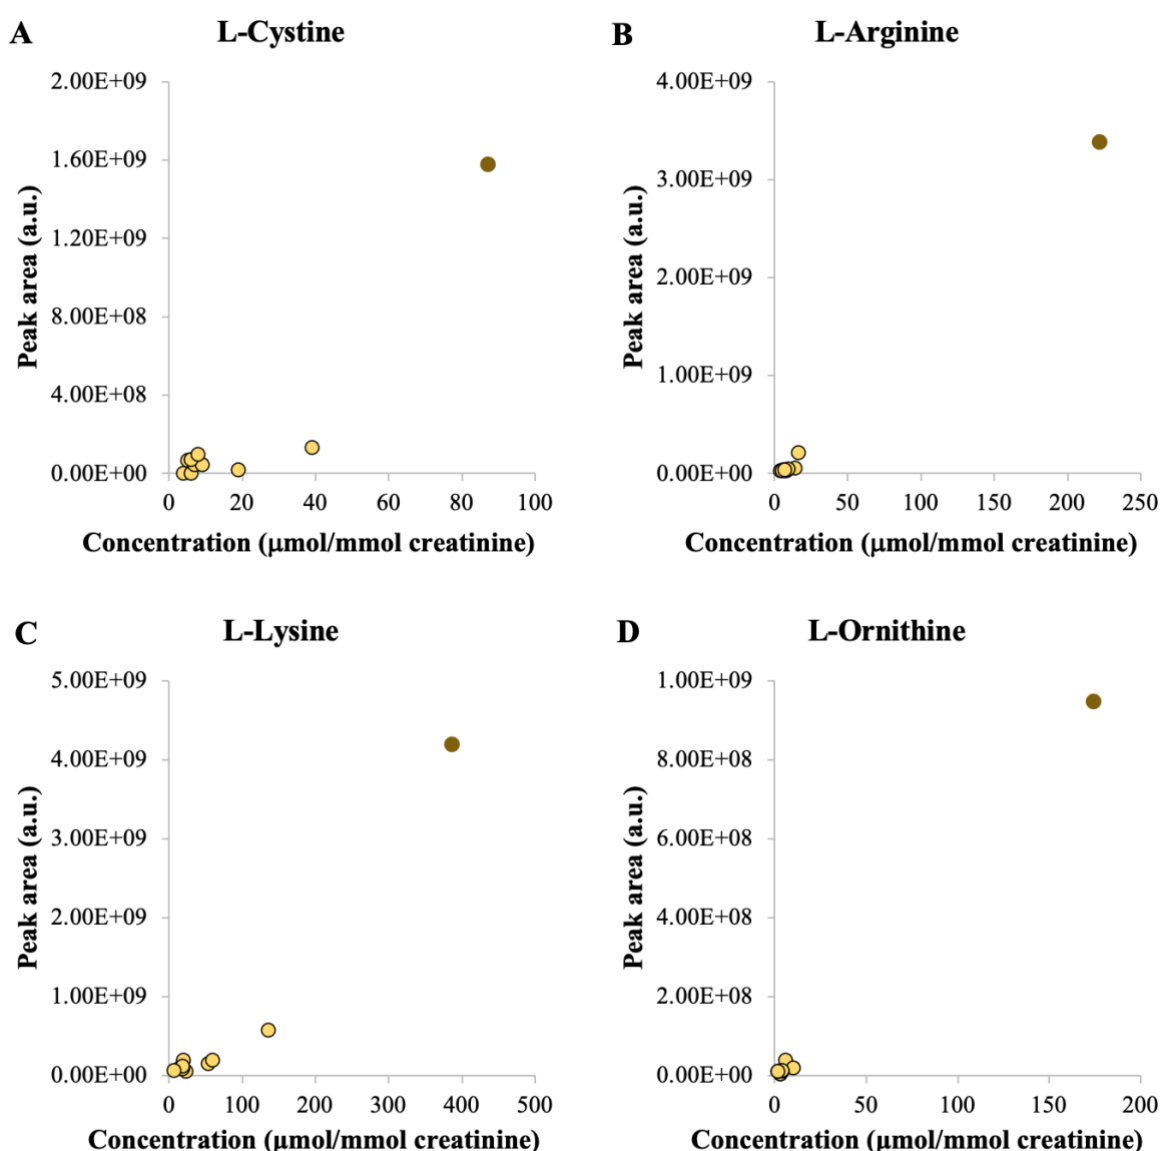 A
L-Cystine
2.00E+09
1.60E+09
1.20E+09
8.00E+08
4.00E+08
0.00E+00
Peak area (a.u.)
0 20 40 60 80 100
Concentration (μmol/mmol creatinine)
B
L-Arginine
4.00E+09
3.00E+09
2.00E+09
1.00E+09
0.00E+00
Peak area (a.u.)
0 50 100 150 200 250
Concentration (μmol/mmol creatinine)
C
L-Lysine
5.00E+09
4.00E+09
3.00E+09
2.00E+09
1.00E+09
0.00E+00
Peak area (a.u.)
0 100 200 300 400 500
Concentration (μmol/mmol creatinine)
D
L-Ornithine
1.00E+09
8.00E+08
6.00E+08
4.00E+08
2.00E+08
0.00E+00
Peak area (a.u.)
0 50 100 150 200
Concentration (μmol/mmol creatinine)